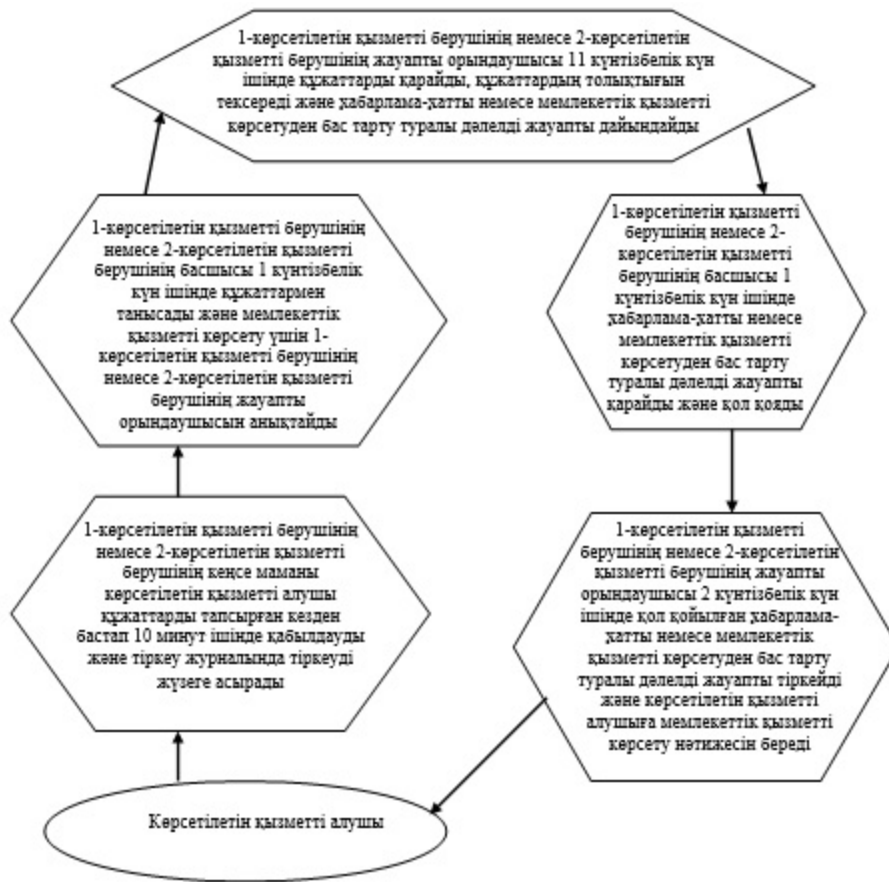 1-көрсетілетін қызметті берушінің немесе 2-көрсетілетін
қызметті берушінің жауапты орындаушысы 11 күнтізбелік күн
ішінде құжаттарды қарайды, құжаттардың толықтығын
тексереді және хабарлама-хатты немесе мемлекеттік қызметті
көрсетуден бас тарту туралы дәлелді жауапты дайындайды
1-көрсетілетін қызметті берушінің
немесе 2-көрсетілетін қызметті
берушінің басшысы 1 күнтізбелік
күн ішінде құжаттармен
танысады және мемлекеттік
қызметті көрсету үшін 1-
көрсетілетін қызметті берушінің
немесе 2-көрсетілетін қызметті
берушінің жауапты
орындаушысын анықтайды
1-көрсетілетін қызметті
берушінің немесе 2-
көрсетілетін қызметті
берушінің басшысы 1
күнтізбелік күн ішінде
хабарлама-хатты немесе
мемлекеттік қызметті
көрсетуден бас тарту
туралы дәлелді жауапты
қарайды және қол қояды
1-көрсетілетін қызметті берушінің
немесе 2-көрсетілетін қызметті
берушінің кеңсе маманы
көрсетілетін қызметті алушы
құжаттарды тапсырған кезден
бастап 10 минут ішінде қабылдауды
және тіркеу журналында тіркеуді
жүзеге асырады
1-көрсетілетін қызметті
берушінің немесе 2-көрсетілетін
қызметті берушінің жауапты
орындаушысы 2 күнтізбелік күн
ішінде қол қойылған хабарлама-
хатты немесе мемлекеттік
қызметті көрсетуден бас тарту
туралы дәлелді жауапты тіркейді
және көрсетілетін қызметті
алушыға мемлекеттік қызметті
көрсету нәтижесін береді
Көрсетілетін қызметті алушы